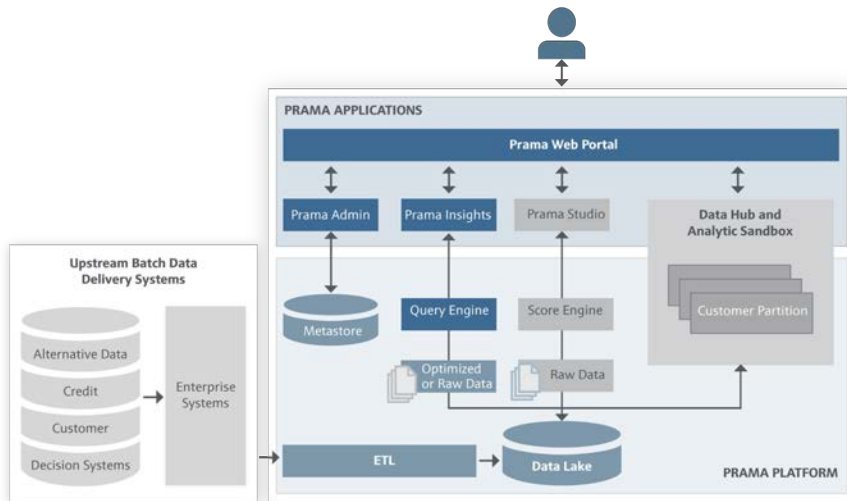 PRAMA APPLICATIONS
Prama Web Portal
Prama Admin
Prama Insights
Prama Studio
Data Hub and
Analytic Sandbox
Customer Partition
Upstream Batch Data
Delivery Systems
Alternative Data
Credit
Customer
Decision Systems
Enterprise
Systems
Metastore
Query Engine
Score Engine
Optimized
or Raw Data
Raw Data
ETL
Data Lake
PRAMA PLATFORM